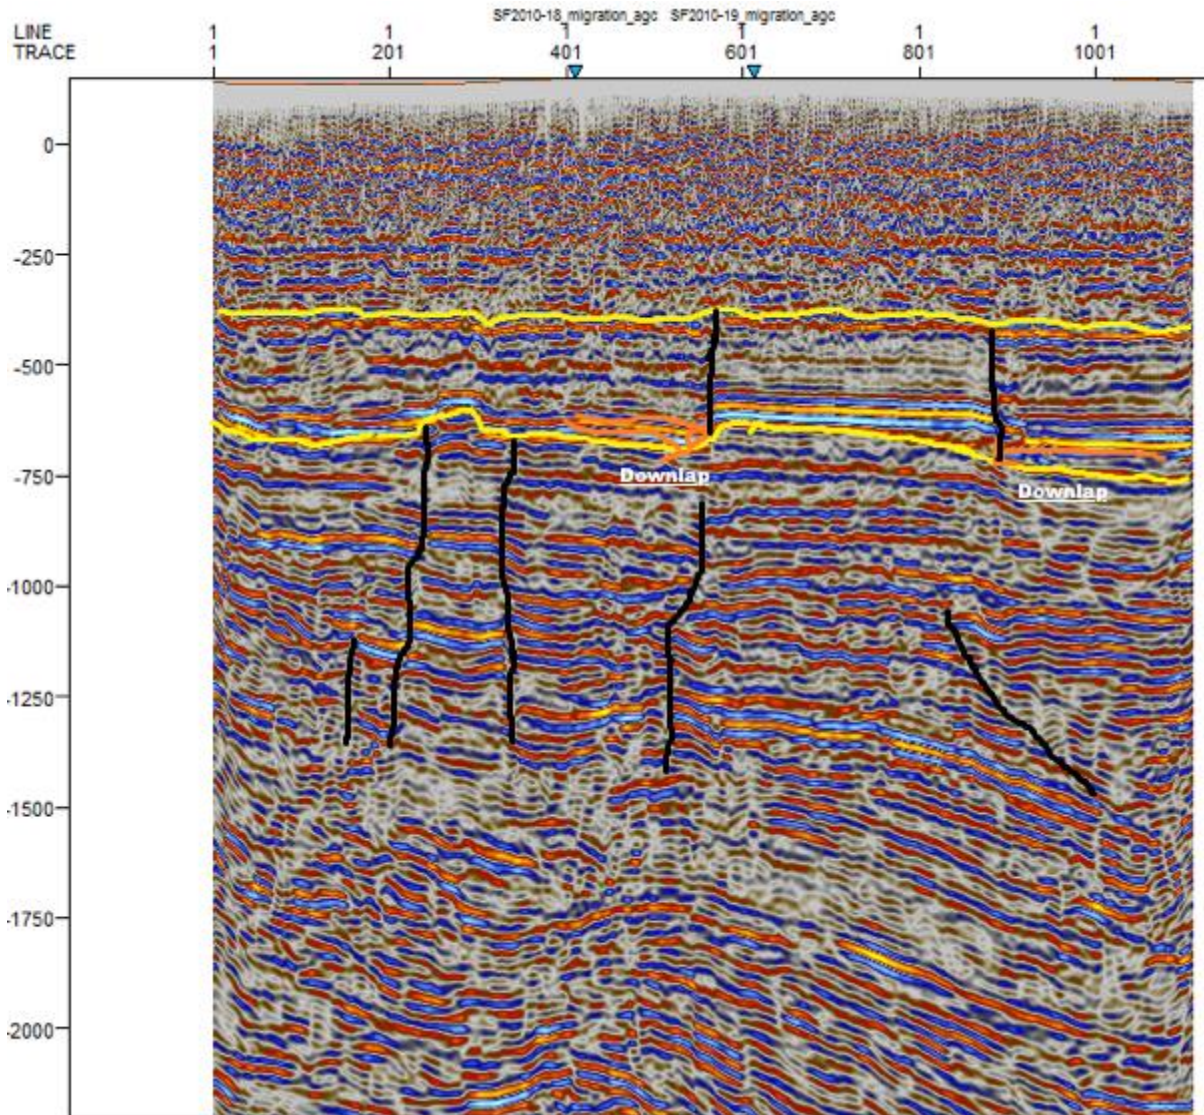 SF2010-18_migration_agc SF2010-19_migration_agc
LINE 1 1 1 1 1 1
TRACE 1 201 401 601 801 1001
0
-250
-500
Downlap
-750
Downlap
-1000
-1250
-1500
-1750
-2000